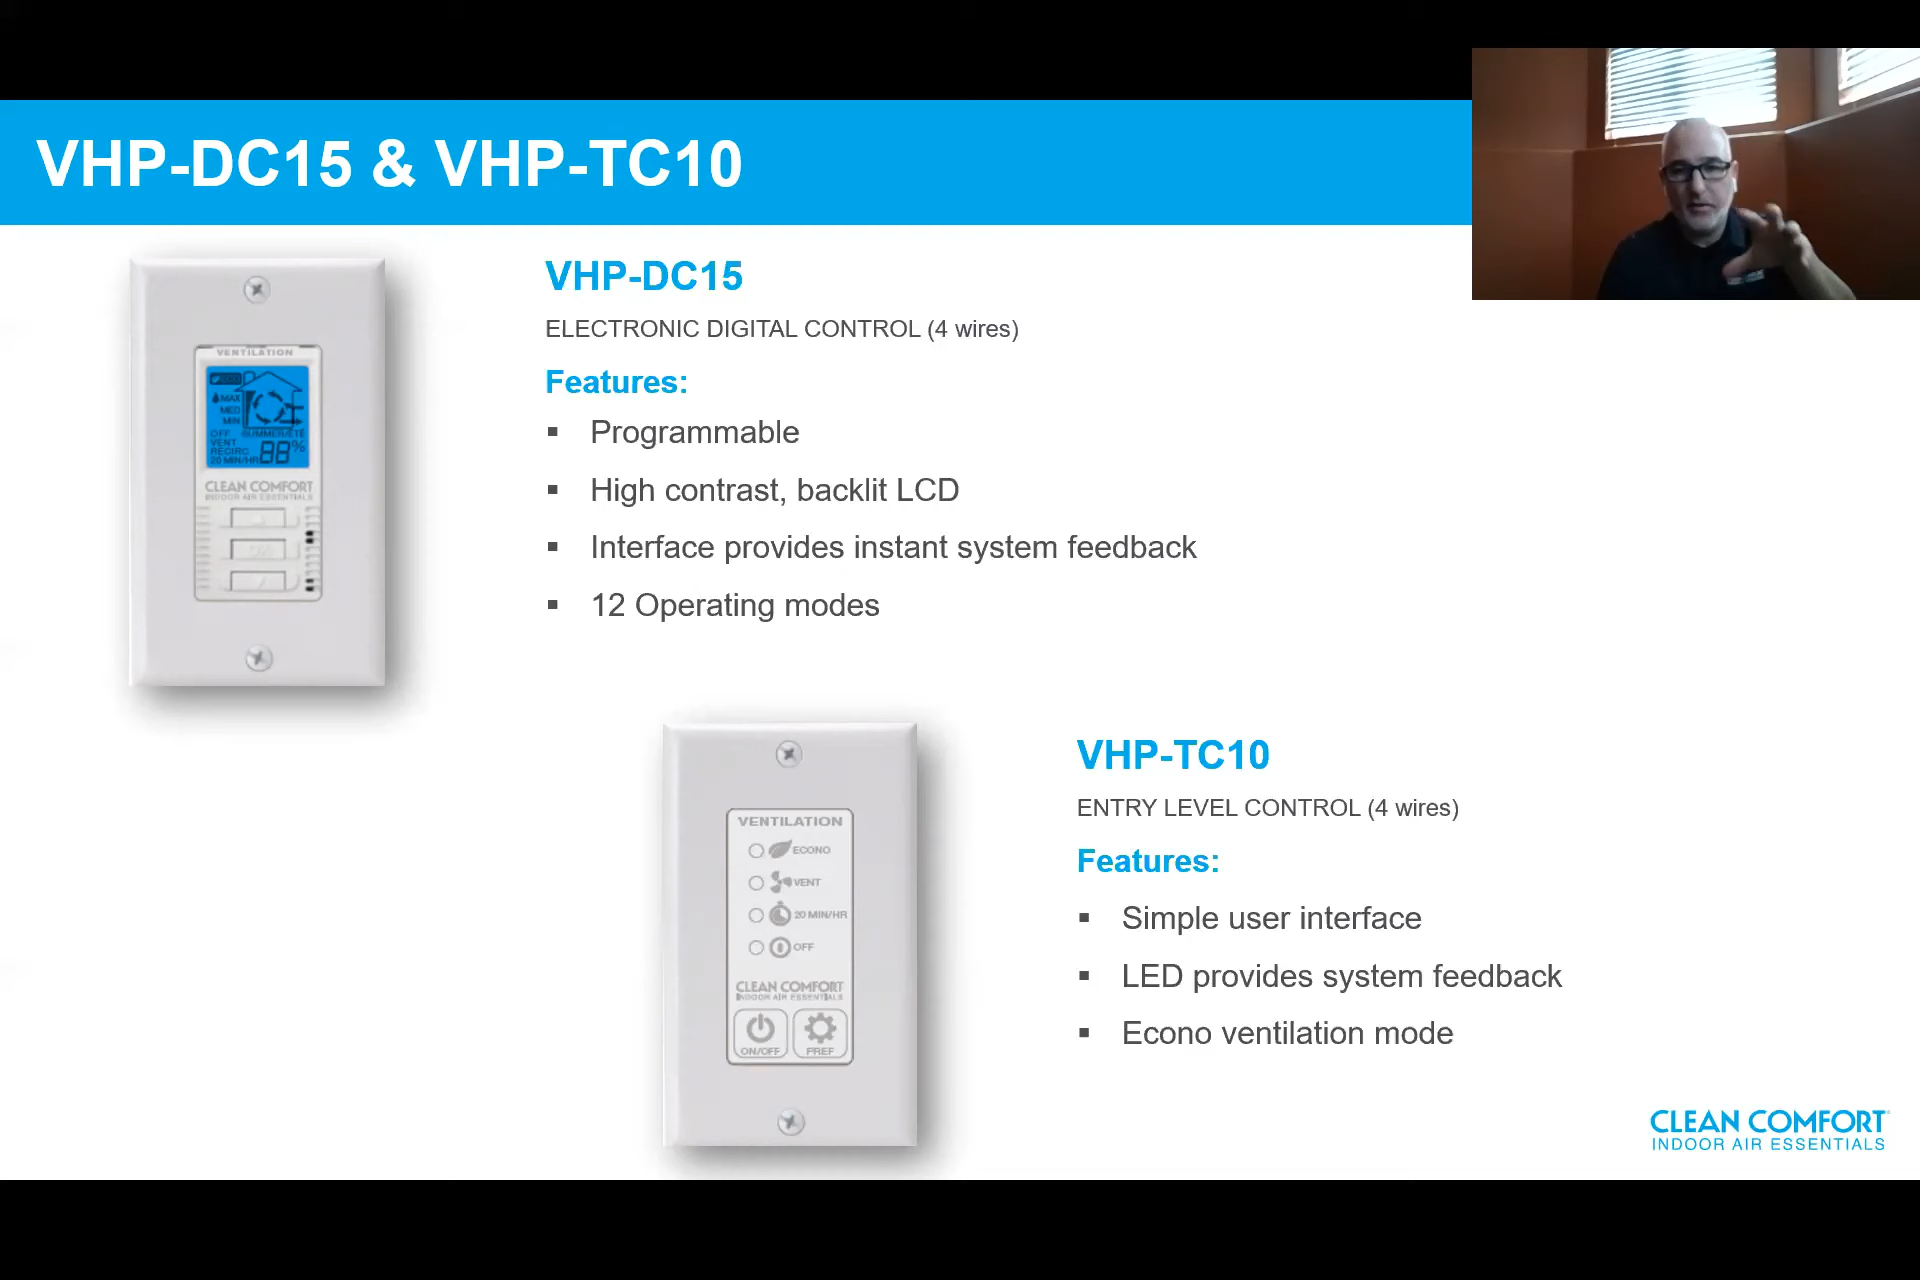 VHP-DC15 & VHP-TC10
VENTILATION
MAX
MED
MIN
OFF SUMMER/ÉTÉ
VENT
RECIRC
20 MIN/HR 88%
CLEAN COMFORT
INDOOR AIR ESSENTIALS
VHP-DC15
ELECTRONIC DIGITAL CONTROL (4 wires)
Features:
▪ Programmable
▪ High contrast, backlit LCD
▪ Interface provides instant system feedback
▪ 12 Operating modes
VENTILATION
ECONO
VENT
20 MIN/HR
OFF
CLEAN COMFORT
INDOOR AIR ESSENTIALS
ON/OFF PREF
VHP-TC10
ENTRY LEVEL CONTROL (4 wires)
Features:
▪ Simple user interface
▪ LED provides system feedback
▪ Econo ventilation mode
CLEAN COMFORT
INDOOR AIR ESSENTIALS